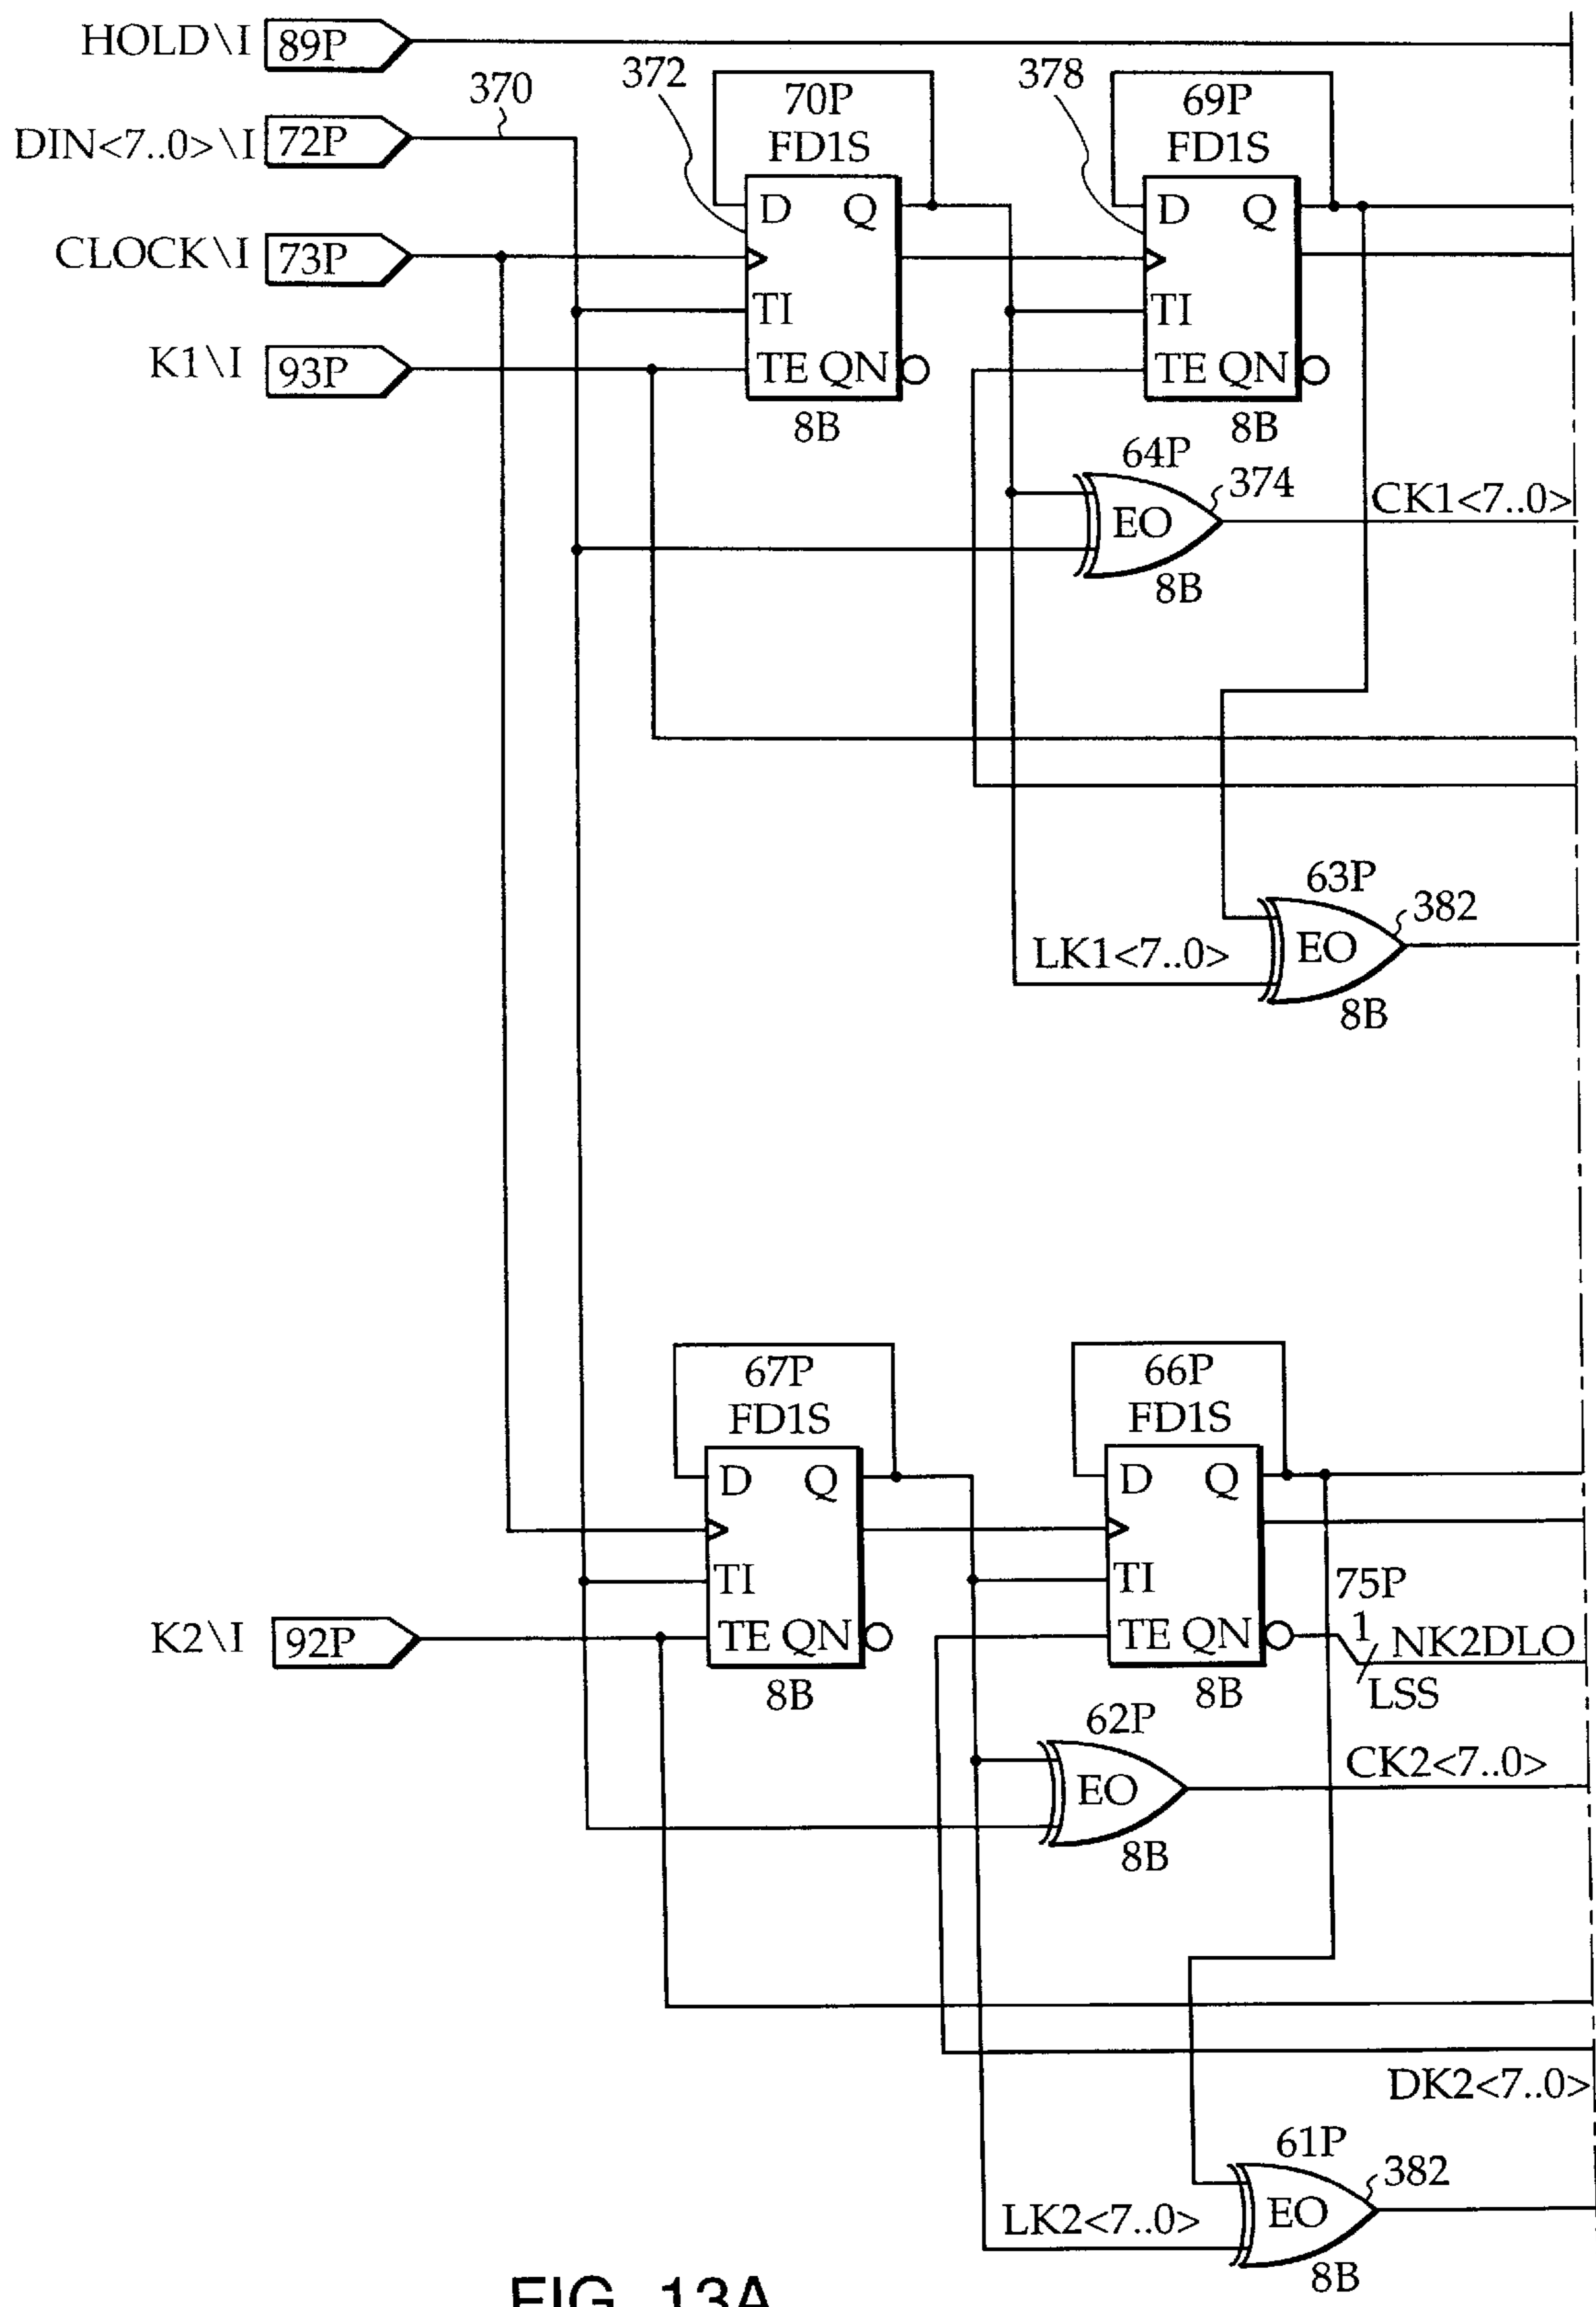 HOLD\I 89P
370 372 378
DIN<7..0>\I 72P
70P
FD1S
69P
FD1S
D Q
D Q
CLOCK\I 73P
TI
TI
K1\I 93P
TE QN
TE QN
8B
8B
64P
374
EO
CK1<7..0>
8B
63P
382
LK1<7..0>
EO
8B
67P
FD1S
66P
FD1S
D Q
D Q
TI
TI
75P
K2\I 92P
TE QN
TE QN
1
NK2DLO
8B
8B
LSS
62P
CK2<7..0>
EO
8B
DK2<7..0>
61P
382
LK2<7..0>
EO
8B
FIG. 13A